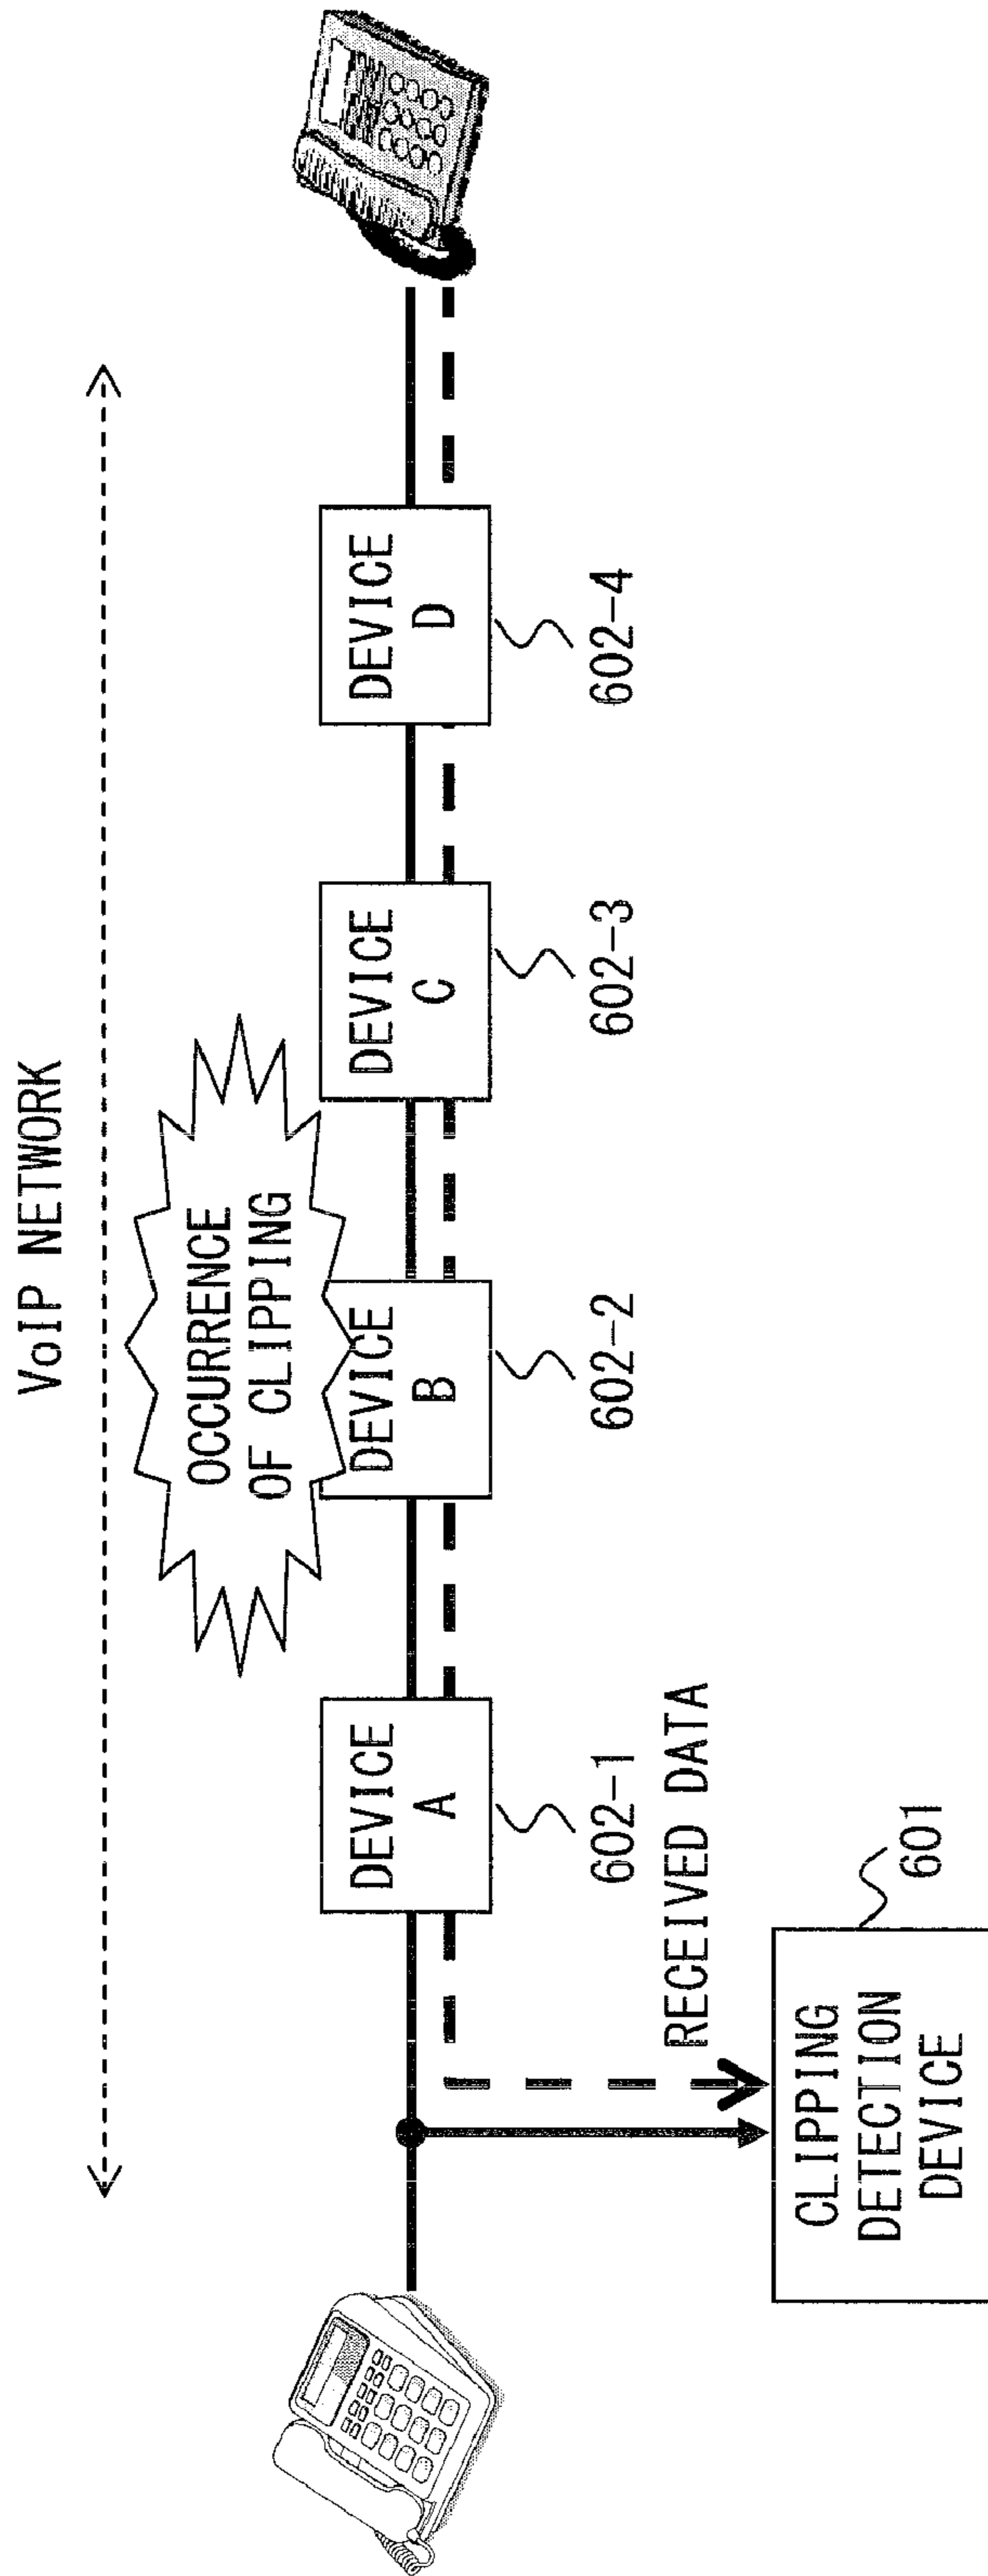 VoIP NETWORK
OCCURRENCE
OF CLIPPING
DEVICE
A
DEVICE
B
DEVICE
C
DEVICE
D
602-1
602-2
602-3
602-4
RECEIVED DATA
601
CLIPPING
DETECTION
DEVICE